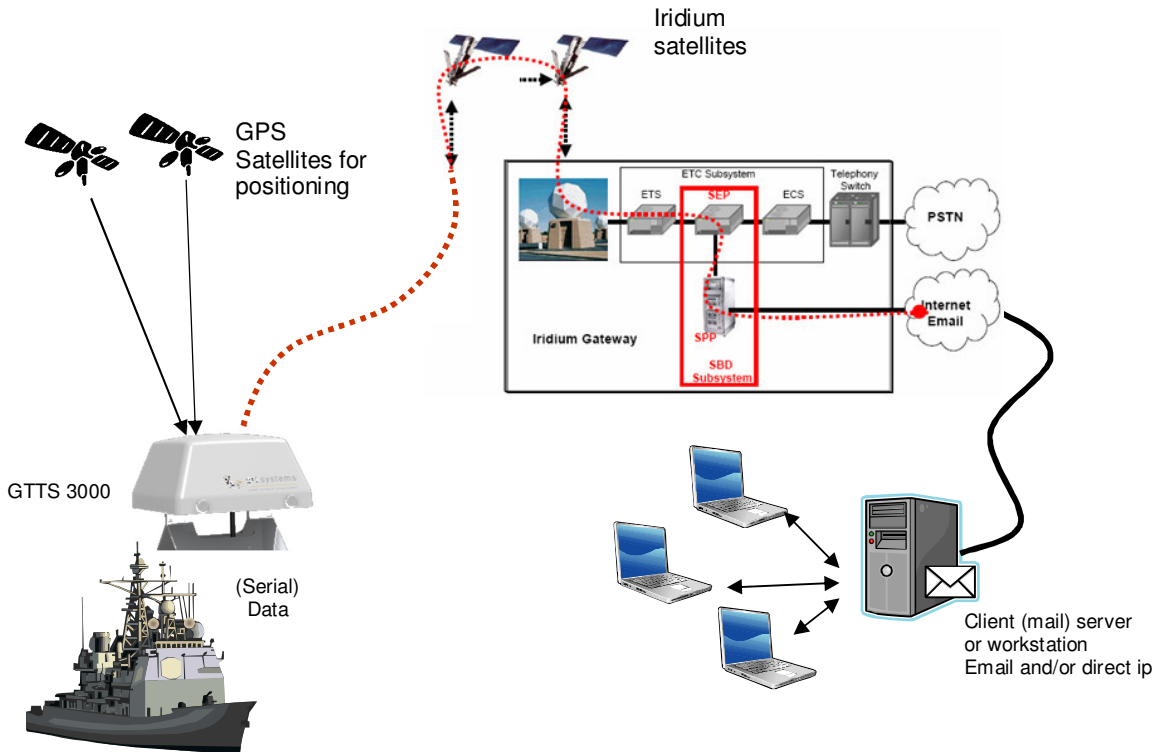 Iridium
satellites
GPS
Satellites for
positioning
ETC Subsystem
Telephony
Switch
ETS
SEP
ECS
PSTN
Internet
Email
Iridium Gateway
SPP
SBD
Subsystem
GTTS 3000
systems
(Serial)
Data
Client (mail) server
or workstation
Email and/or direct ip